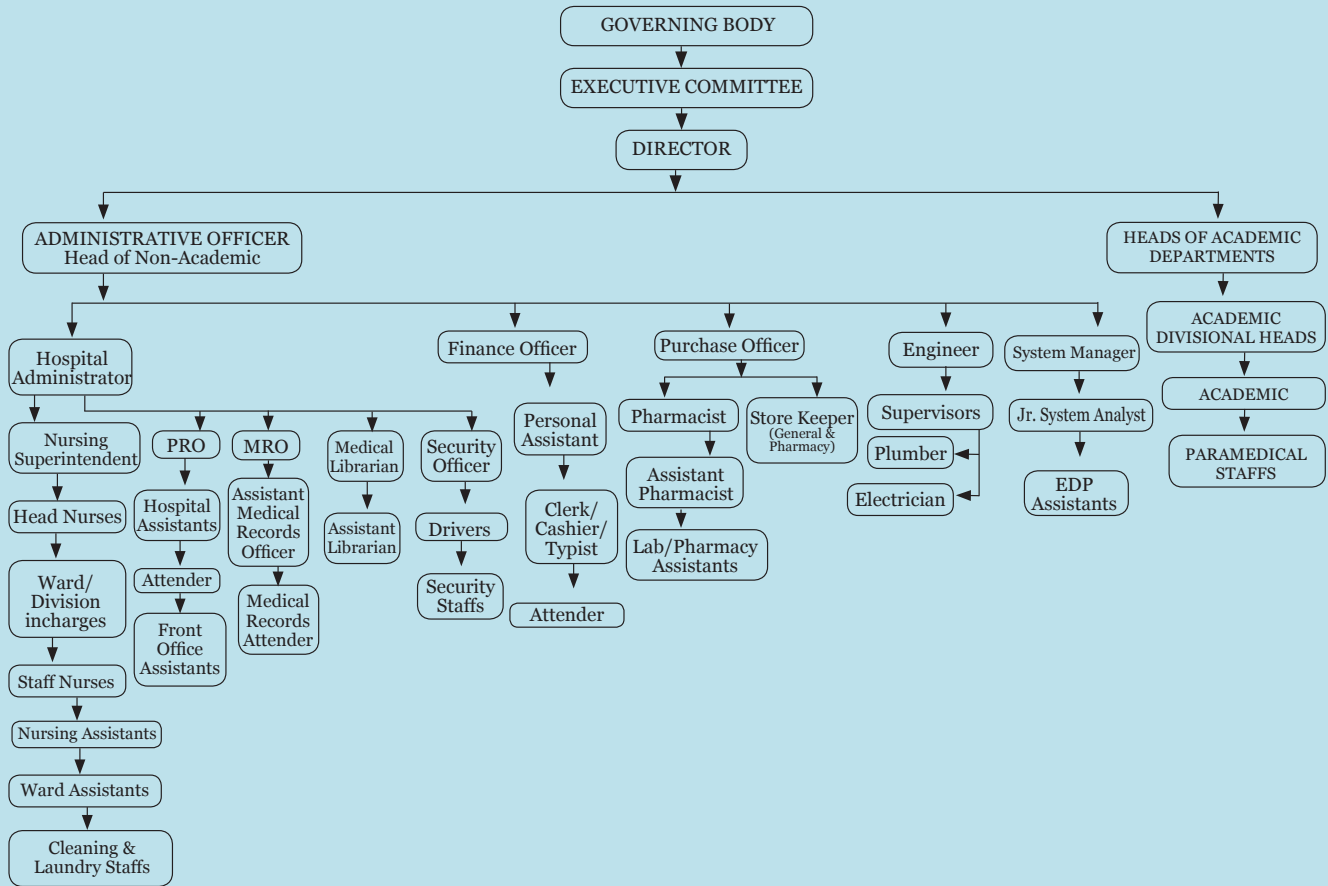 GOVERNING BODY
EXECUTIVE COMMITTEE
DIRECTOR
ADMINISTRATIVE OFFICER
Head of Non-Academic
HEADS OF ACADEMIC
DEPARTMENTS
Hospital
Administrator
Finance Officer
Purchase Officer
Engineer
System Manager
ACADEMIC
DIVISIONAL HEADS
Nursing
Superintendent
PRO
MRO
Medical
Librarian
Security
Officer
Personal
Assistant
Pharmacist
Store Keeper
(General &
Pharmacy)
Supervisors
Plumber
Electrician
Jr. System Analyst
ACADEMIC
Head Nurses
Hospital
Assistants
Assistant
Medical
Records
Officer
Assistant
Librarian
Drivers
Clerk/
Cashier/
Typist
Assistant
Pharmacist
EDP
Assistants
PARAMEDICAL
STAFFS
Ward/
Division
incharges
Attender
Medical
Records
Attender
Security
Staffs
Attender
Lab/Pharmacy
Assistants
Front
Office
Assistants
Staff Nurses
Nursing Assistants
Ward Assistants
Cleaning &
Laundry Staffs